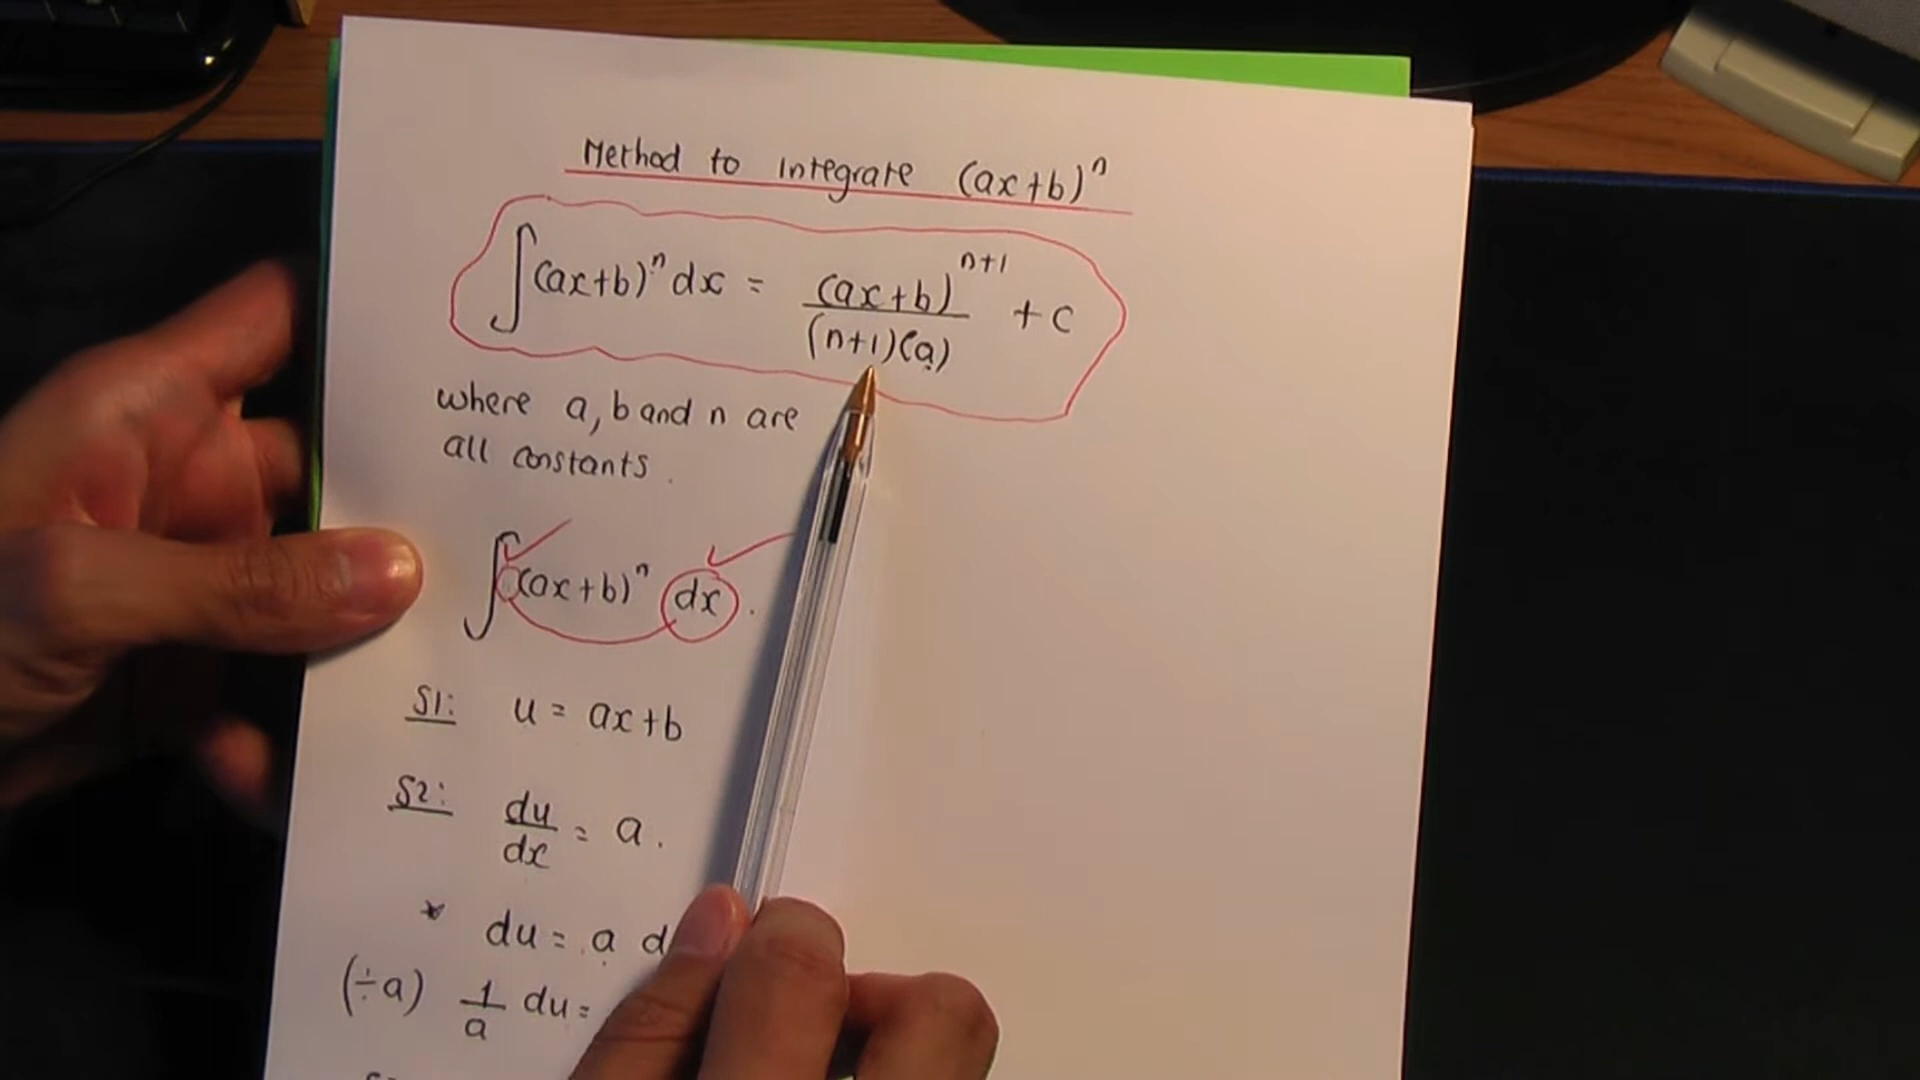 Method to integrate (ax+b)^n
∫(ax+b)^n dx = (ax+b)^(n+1) / (n+1)(a) + c
where a, b and n are
all constants.
∫(ax+b)^n dx.
S1: u = ax+b
S2: du/dx = a.
* du = a d
(÷a) 1/a du =